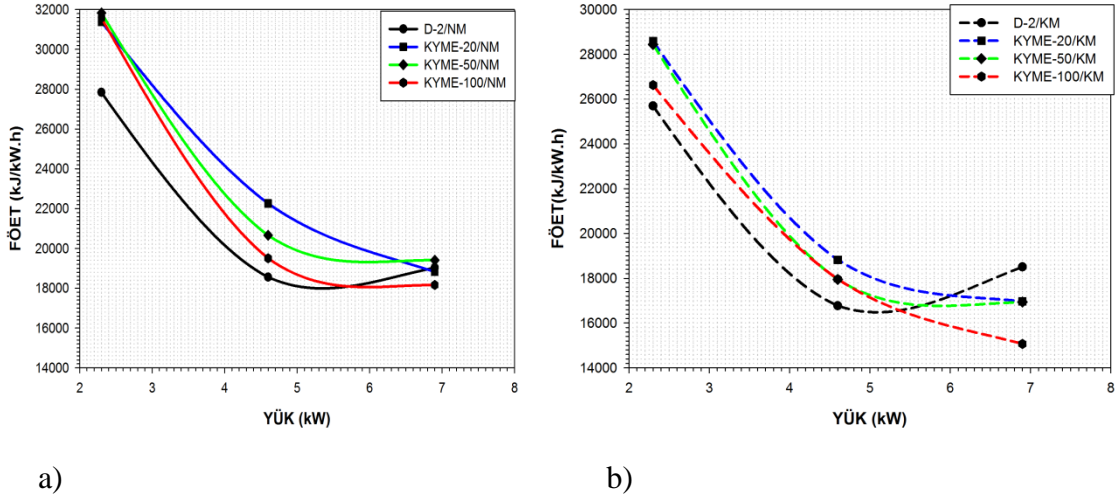 32000
30000
28000
26000
24000
22000
20000
18000
16000
14000
FÖET (kJ/kW.h)
2 3 4 5 6 7 8
YÜK (kW)
D-2/NM
KYME-20/NM
KYME-50/NM
KYME-100/NM
a)
30000
28000
26000
24000
22000
20000
18000
16000
14000
FÖET(kJ/kW.h)
2 3 4 5 6 7 8
YÜK (kW)
D-2/KM
KYME-20/KM
KYME-50/KM
KYME-100/KM
b)